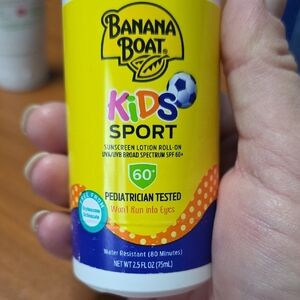 BANANA
BOAT
KiDS
SPORT
SUNSCREEN LOTION ROLL-ON
UVA/UVB BROAD SPECTRUM SPF 60+
60+
PEDIATRICIAN TESTED
Won't Run into Eyes
Water Resistant (80 Minutes)
NET WT 2.5 FL OZ (75mL)